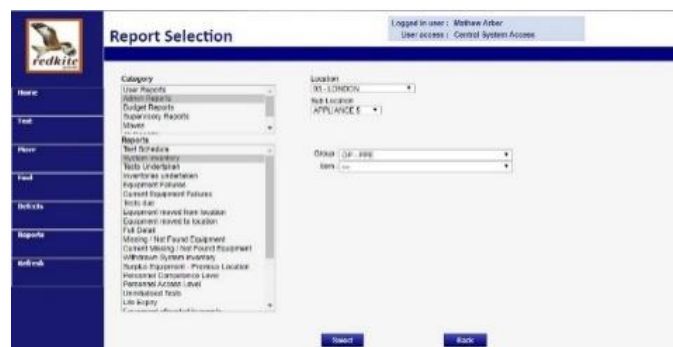 redkite
Report Selection
Logged in user : Mathew Arber
User access : Control System Access
Home
Test
Move
Find
Defects
Reports
Refresh
Category
User Reports
Admin Reports
Budget Reports
Supervisory Reports
Moves
Reports
Test Schedule
System Inventory
Tests Undertaken
Inventories undertaken
Equipment Failures
Current Equipment Failures
Tests due
Equipment moved from location
Equipment moved to location
Full Detail
Missing / Not Found Equipment
Current Missing / Not Found Equipment
Withdrawn System Inventory
Surplus Equipment - Previous Location
Personnel Competence Level
Personnel Access Level
Uninitialised Tests
Life Expiry
Location
- LONDON
Sub Location
APPLIANCE
Group :
- PPE
Item :
Select
Back